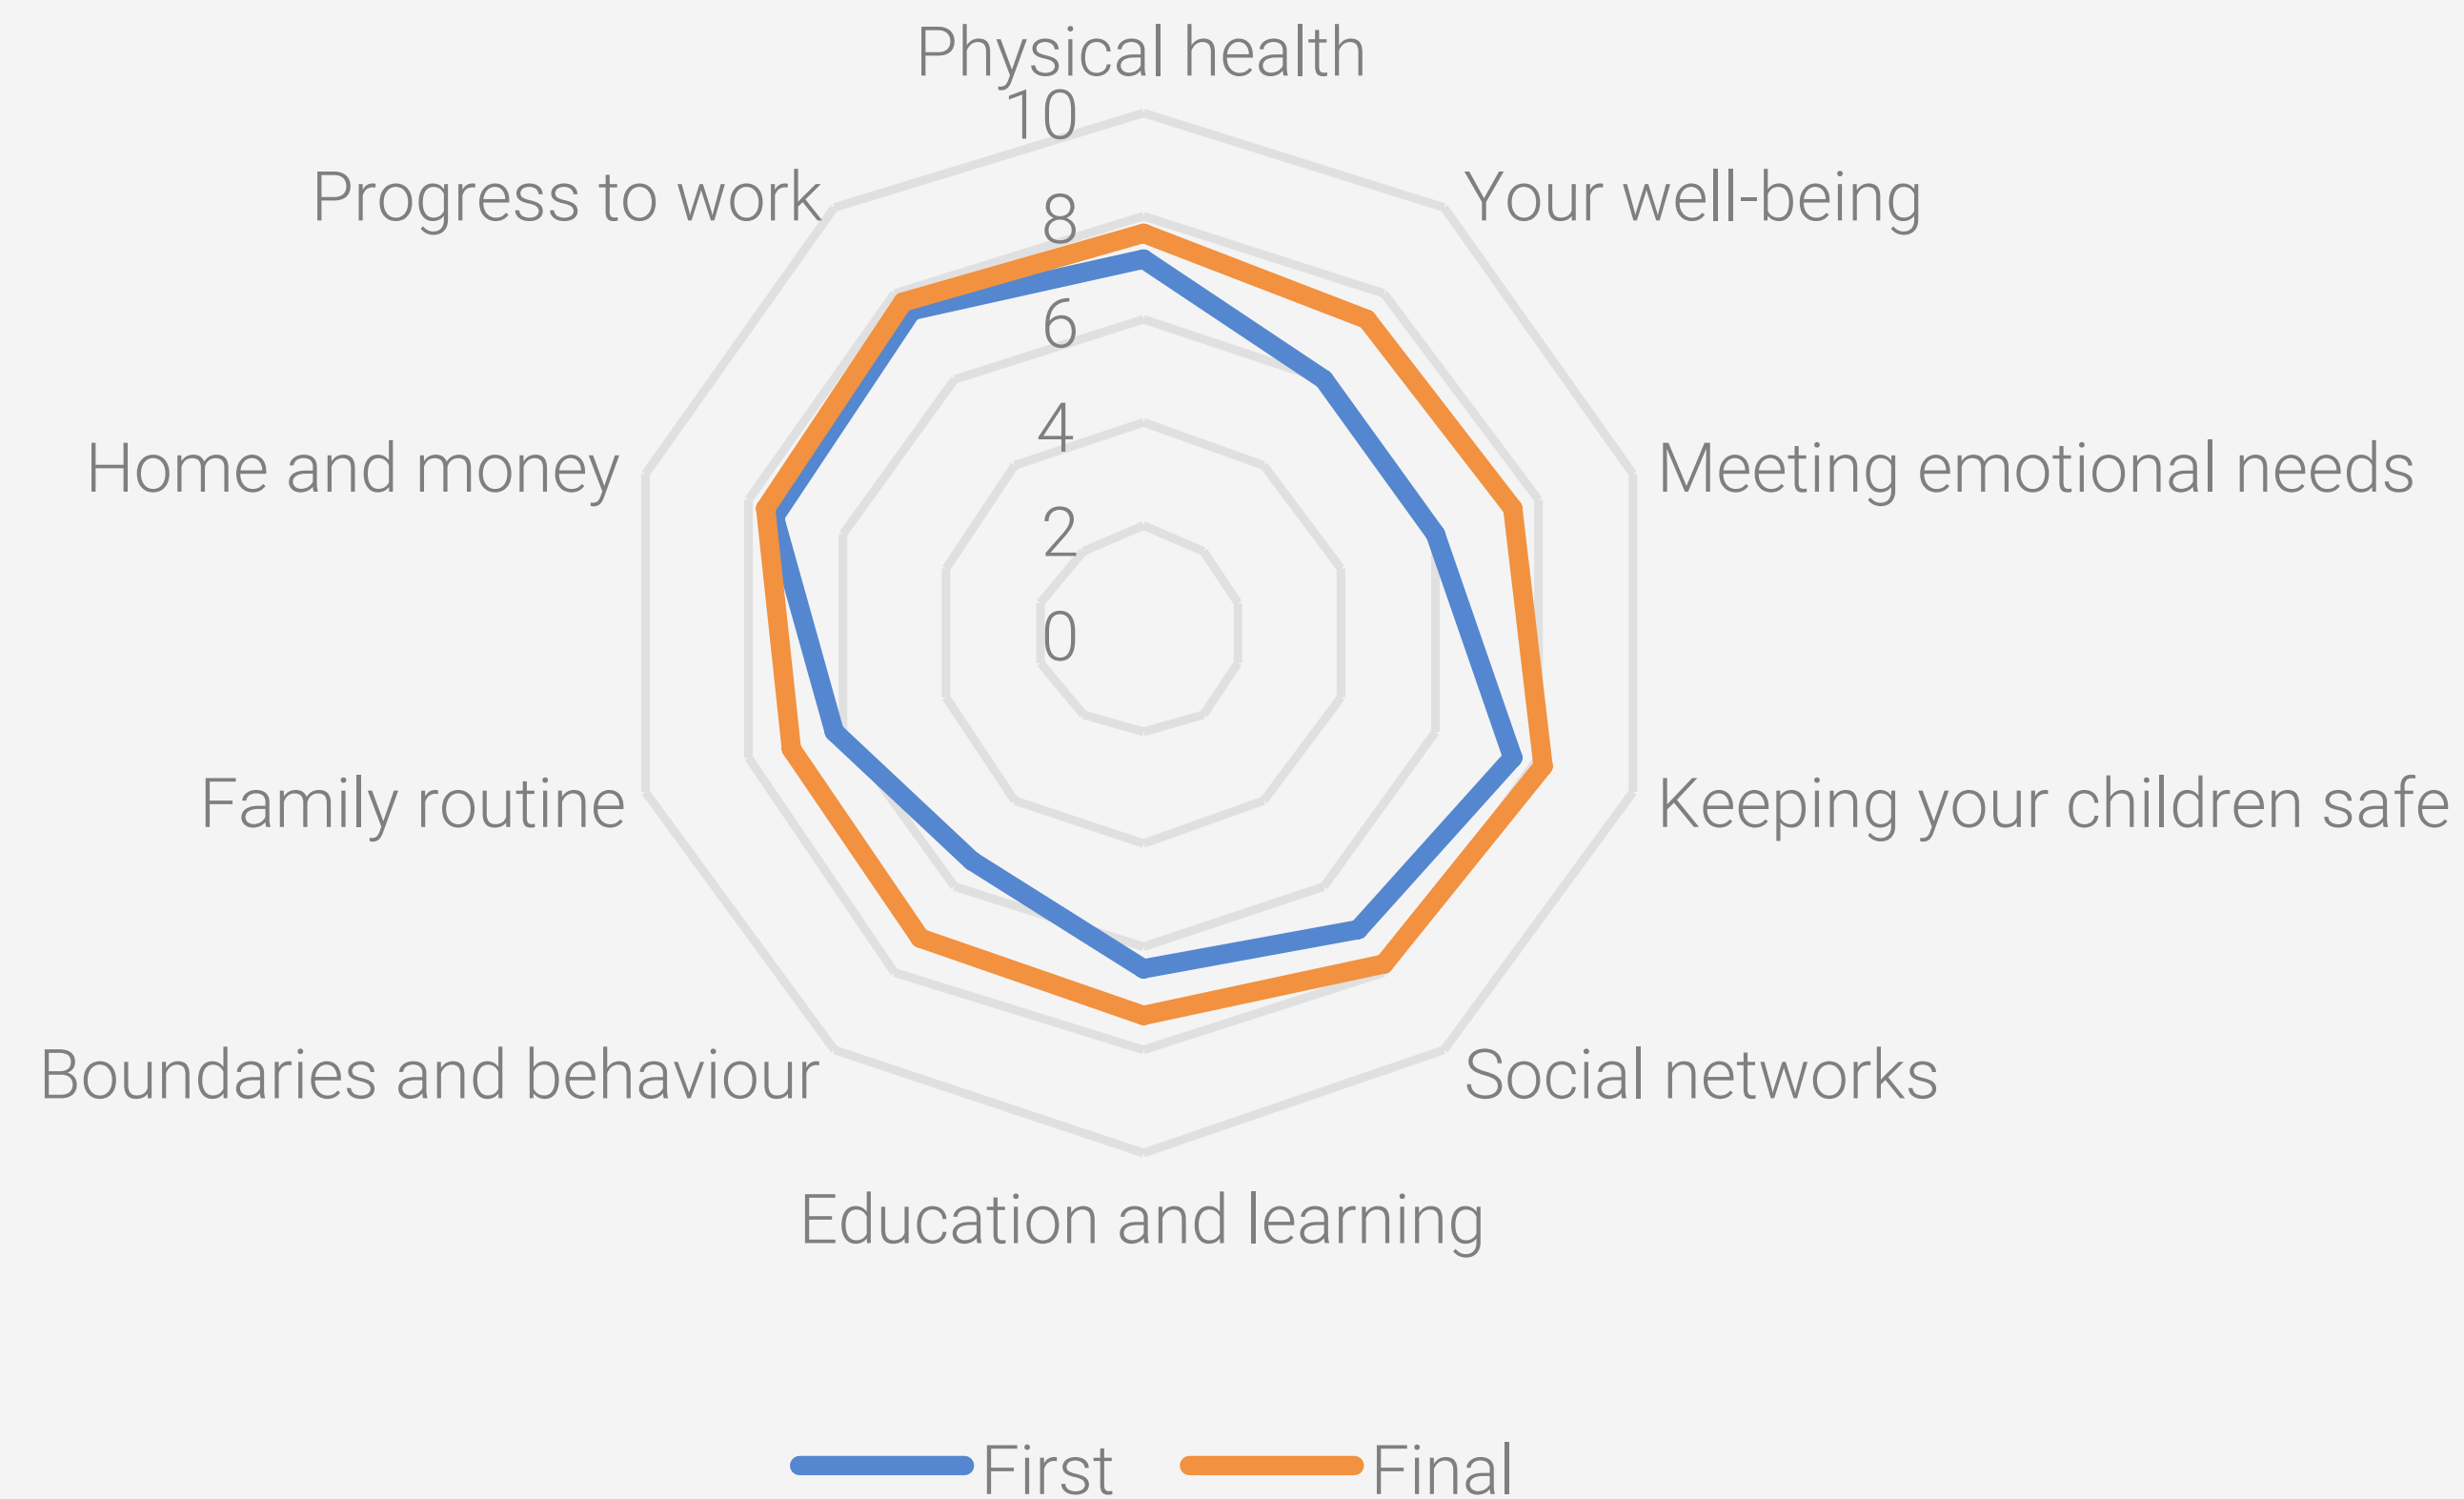 Physical health
10
Progress to work
Your well-being
8
6
4
Home and money
Meeting emotional needs
2
0
Family routine
Keeping your children safe
Boundaries and behaviour
Social networks
Education and learning
First
Final